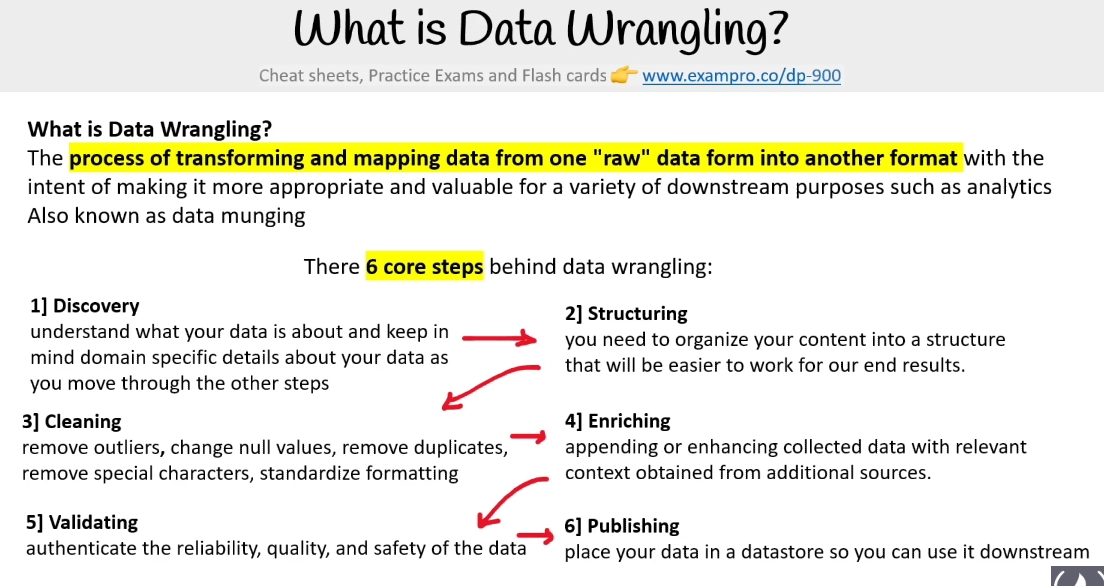 What is Data Wrangling?
Cheat sheets, Practice Exams and Flash cards 👉 www.exampro.co/dp-900
What is Data Wrangling?
The process of transforming and mapping data from one "raw" data form into another format with the
intent of making it more appropriate and valuable for a variety of downstream purposes such as analytics
Also known as data munging
There 6 core steps behind data wrangling:
1] Discovery
understand what your data is about and keep in
mind domain specific details about your data as
you move through the other steps
2] Structuring
you need to organize your content into a structure
that will be easier to work for our end results.
3] Cleaning
remove outliers, change null values, remove duplicates,
remove special characters, standardize formatting
4] Enriching
appending or enhancing collected data with relevant
context obtained from additional sources.
5] Validating
authenticate the reliability, quality, and safety of the data
6] Publishing
place your data in a datastore so you can use it downstream